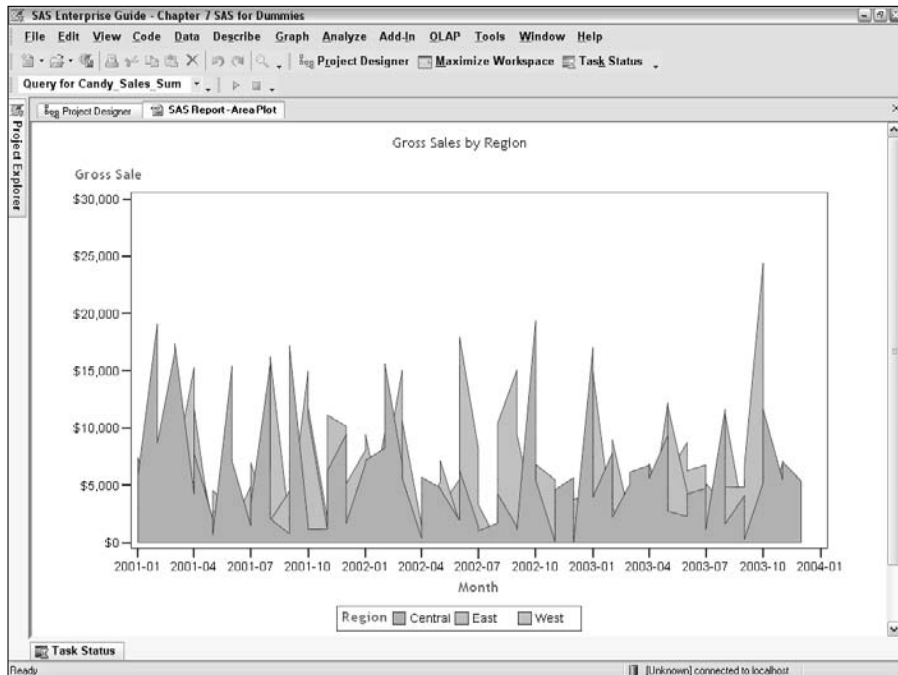 SAS Enterprise Guide - Chapter 7 SAS for Dummies
File Edit View Code Data Describe Graph Analyze Add-In OLAP Tools Window Help
Project Designer Maximize Workspace Task Status
Query for Candy_Sales_Sum
Project Designer SAS Report - Area Plot
Project Explorer
Gross Sales by Region
Gross Sale
$30,000
$25,000
$20,000
$15,000
$10,000
$5,000
$0
2001-01 2001-04 2001-07 2001-10 2002-01 2002-04 2002-07 2002-10 2003-01 2003-04 2003-07 2003-10 2004-01
Month
Region Central East West
Task Status
Ready [Unknown] connected to localhost